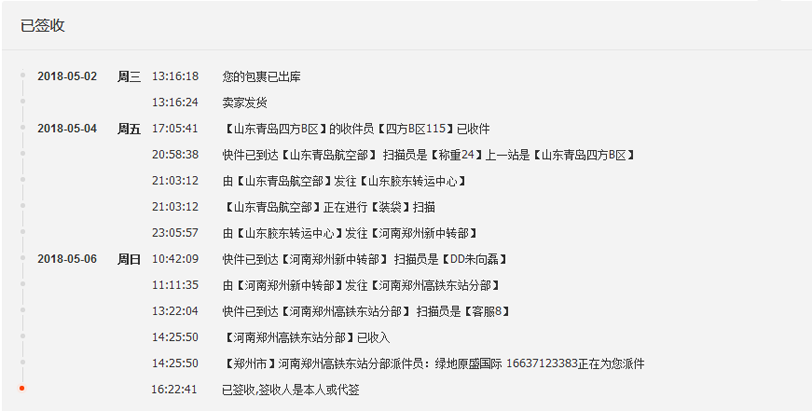 已签收
2018-05-02 周三 13:16:18 您的包裹已出库
13:16:24 卖家发货
2018-05-04 周五 17:05:41 【山东青岛四方B区】的收件员【四方B区115】已收件
20:58:38 快件已到达【山东青岛航空部】 扫描员是【称重24】上一站是【山东青岛四方B区】
21:03:12 由【山东青岛航空部】发往【山东胶东转运中心】
21:03:12 【山东青岛航空部】正在进行【装袋】扫描
23:05:57 由【山东胶东转运中心】发往【河南郑州新中转部】
2018-05-06 周日 10:42:09 快件已到达【河南郑州新中转部】 扫描员是【DD朱向磊】
11:11:35 由【河南郑州新中转部】发往【河南郑州高铁东站分部】
13:22:04 快件已到达【河南郑州高铁东站分部】 扫描员是【客服8】
14:25:50 【河南郑州高铁东站分部】已收入
14:25:50 【郑州市】河南郑州高铁东站分部派件员：绿地原盛国际 16637123383正在为您派件
16:22:41 已签收,签收人是本人或代签